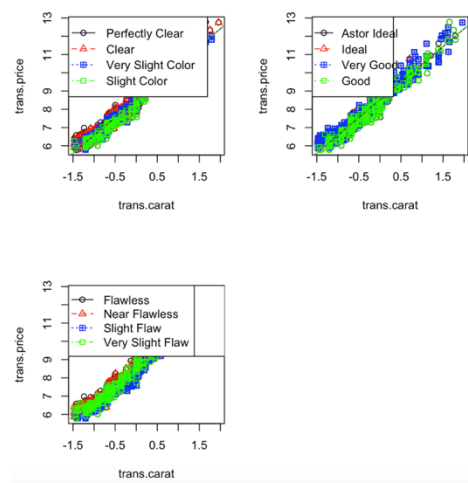 trans.price
13
11
9
8
7
6
Perfectly Clear
Clear
Very Slight Color
Slight Color
-1.5
-0.5
0.5
1.5
trans.carat
trans.price
13
11
9
8
7
6
Astor Ideal
Ideal
Very Good
Good
-1.5
-0.5
0.5
1.5
trans.carat
trans.price
13
11
9
8
7
6
Flawless
Near Flawless
Slight Flaw
Very Slight Flaw
-1.5
-0.5
0.5
1.5
trans.carat